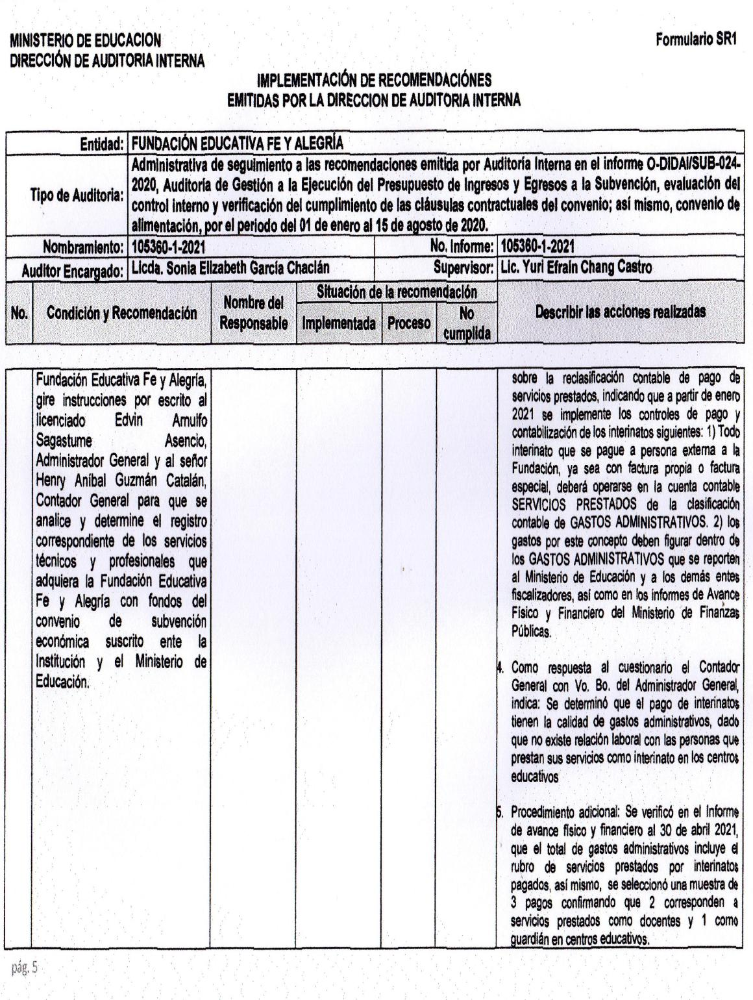 MINISTERIO DE EDUCACION
Formulario SR1
DIRECCIÓN DE AUDITORIA INTERNA
IMPLEMENTACIÓN DE RECOMENDACIÓNES
EMITIDAS POR LA DIRECCION DE AUDITORIA INTERNA
Entidad: FUNDACIÓN EDUCATIVA FE Y ALEGRÍA
Tipo de Auditoria:
Administrativa de seguimiento a las recomendaciones emitida por Auditoría Interna en el informe O-DIDAI/SUB-024-
2020, Auditoría de Gestión a la Ejecución del Presupuesto de Ingresos y Egresos a la Subvención, evaluación del
control interno y verificación del cumplimiento de las cláusulas contractuales del convenio; así mismo, convenio de
alimentación, por el periodo del 01 de enero al 15 de agosto de 2020.
Nombramiento: 105360-1-2021 No. Informe: 105360-1-2021
Auditor Encargado: Licda. Sonia Elizabeth García Chaclán Supervisor: Lic. Yuri Efraín Chang Castro
No.
Condición y Recomendación
Nombre del
Responsable
Situación de la recomendación
Implementada
Proceso
No
cumplida
Describir las acciones realizadas
Fundación Educativa Fe y Alegría,
gire instrucciones por escrito al
licenciado Edvin Arnulfo
Sagastume Asencio,
Administrador General y al señor
Henry Aníbal Guzmán Catalán,
Contador General para que se
analice y determine el registro
correspondiente de los servicios
técnicos y profesionales que
adquiera la Fundación Educativa
Fe y Alegría con fondos del
convenio de subvención
económica suscrito ente la
Institución y el Ministerio de
Educación.
sobre la reclasificación contable de pago de
servicios prestados, indicando que a partir de enero
2021 se implemente los controles de pago y
contabilización de los interinatos siguientes: 1) Todo
interinato que se pague a persona externa a la
Fundación, ya sea con factura propia o factura
especial, deberá operarse en la cuenta contable
SERVICIOS PRESTADOS de la clasificación
contable de GASTOS ADMINISTRATIVOS. 2) los
gastos por este concepto deben figurar dentro de
los GASTOS ADMINISTRATIVOS que se reporten
al Ministerio de Educación y a los demás entes
fiscalizadores, así como en los informes de Avance
Físico y Financiero del Ministerio de Finanzas
Públicas.
4. Como respuesta al cuestionario el Contador
General con Vo. Bo. del Administrador General,
indica: Se determinó que el pago de interinatos
tienen la calidad de gastos administrativos, dado
que no existe relación laboral con las personas que
prestan sus servicios como interinato en los centros
educativos
5. Procedimiento adicional: Se verificó en el Informe
de avance físico y financiero al 30 de abril 2021,
que el total de gastos administrativos incluye el
rubro de servicios prestados por interinatos
pagados, así mismo, se seleccionó una muestra de
3 pagos confirmando que 2 corresponden a
servicios prestados como docentes y 1 como
guardián en centros educativos.
pág. 5